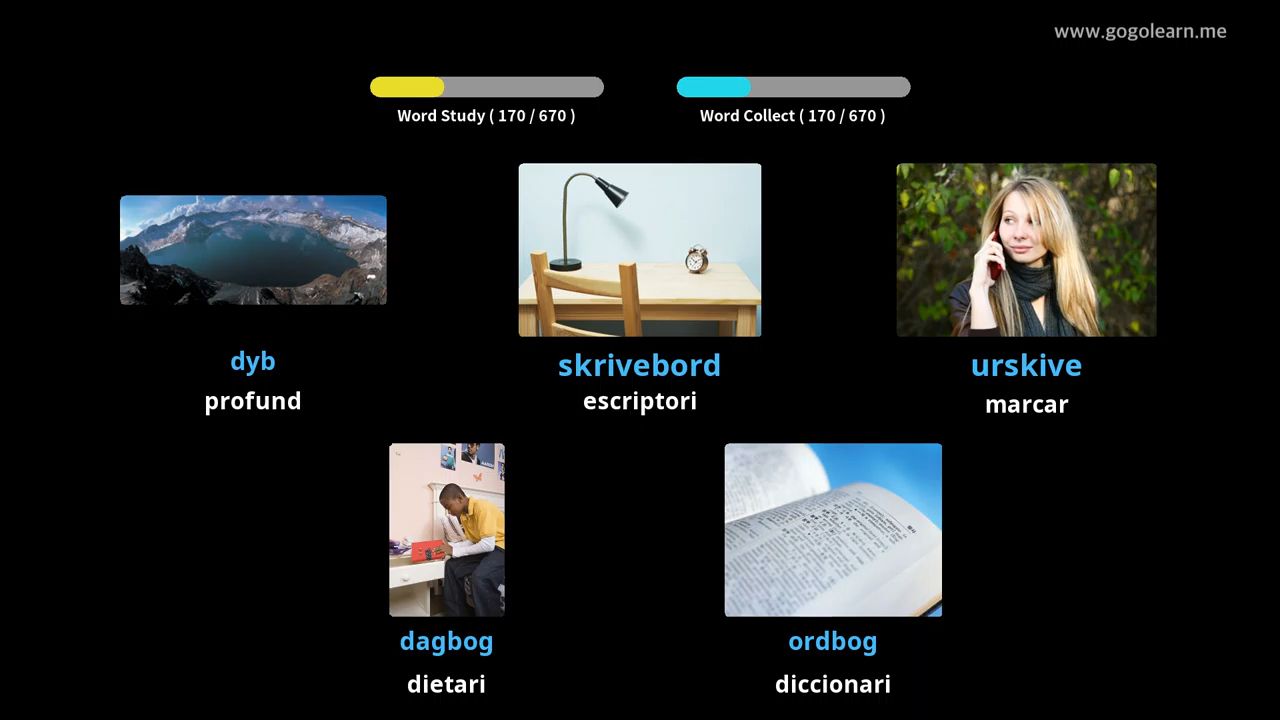 www.gogolearn.me
Word Study ( 170 / 670 )
Word Collect ( 170 / 670 )
dyb
profund
skrivebord
escriptori
urskive
marcar
dagbog
dietari
ordbog
diccionari